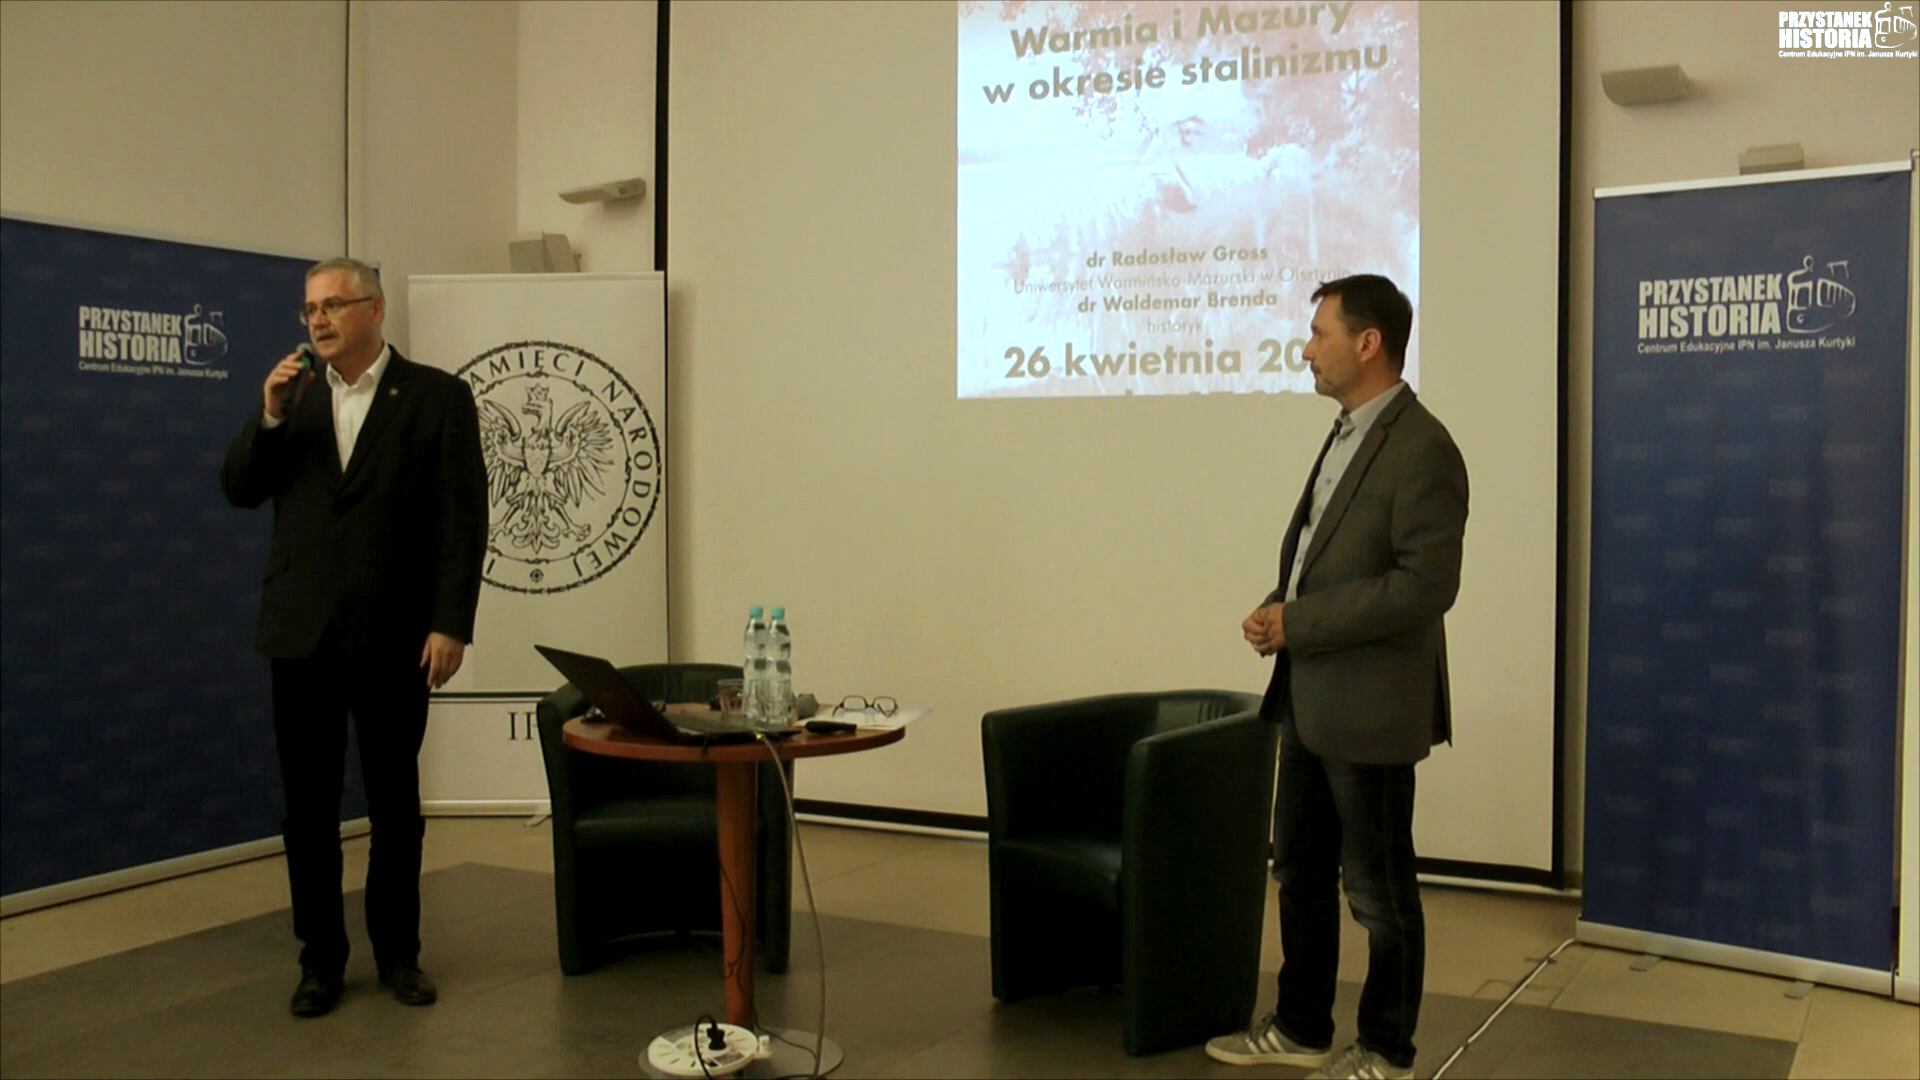 PRZYSTANEK
HISTORIA
Centrum Edukacyjne IPN im. Janusza Kurtyki
Warmia i Mazury
w okresie stalinizmu
dr Radosław Gross
Uniwersytet Warmińsko-Mazurski w Olsztynie
dr Waldemar Brenda
historyk
26 kwietnia 20
PRZYSTANEK
HISTORIA
Centrum Edukacyjne IPN im. Janusza Kurtyki
AMIĘCI NARODOWEJ
I
IP
PRZYSTANEK
HISTORIA
Centrum Edukacyjne IPN im. Janusza Kurtyki